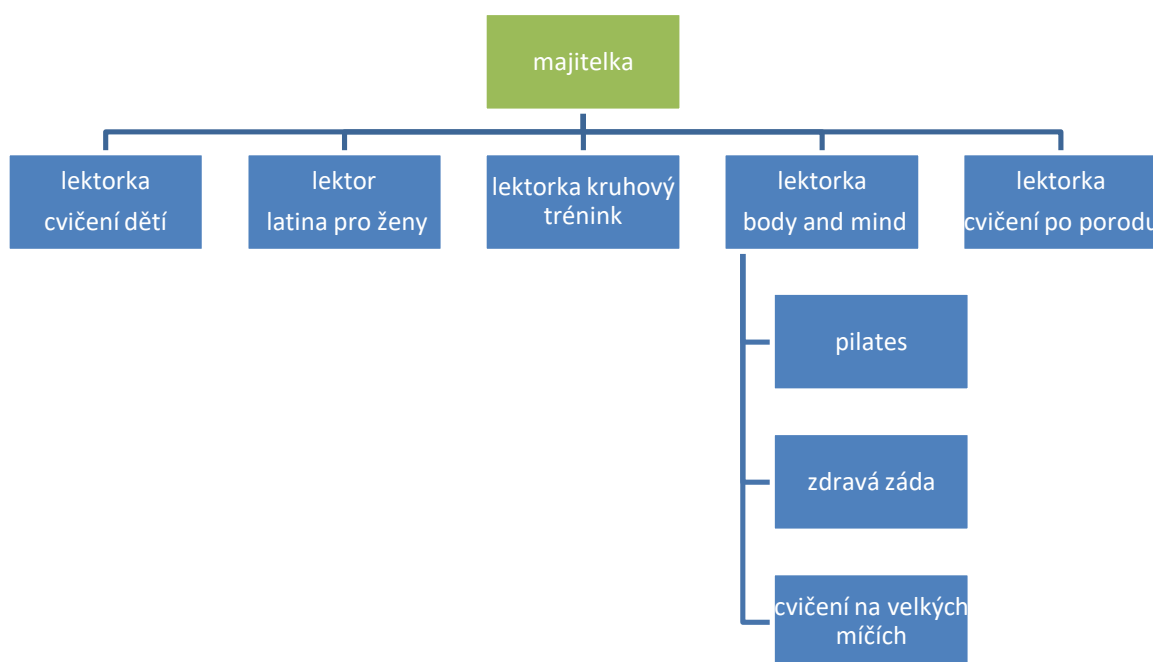 majitelka
lektorka
cvičení dětí
lektor
latina pro ženy
lektorka kruhový
trénink
lektorka
body and mind
lektorka
cvičení po porodu
pilates
zdravá záda
cvičení na velkých
míčích